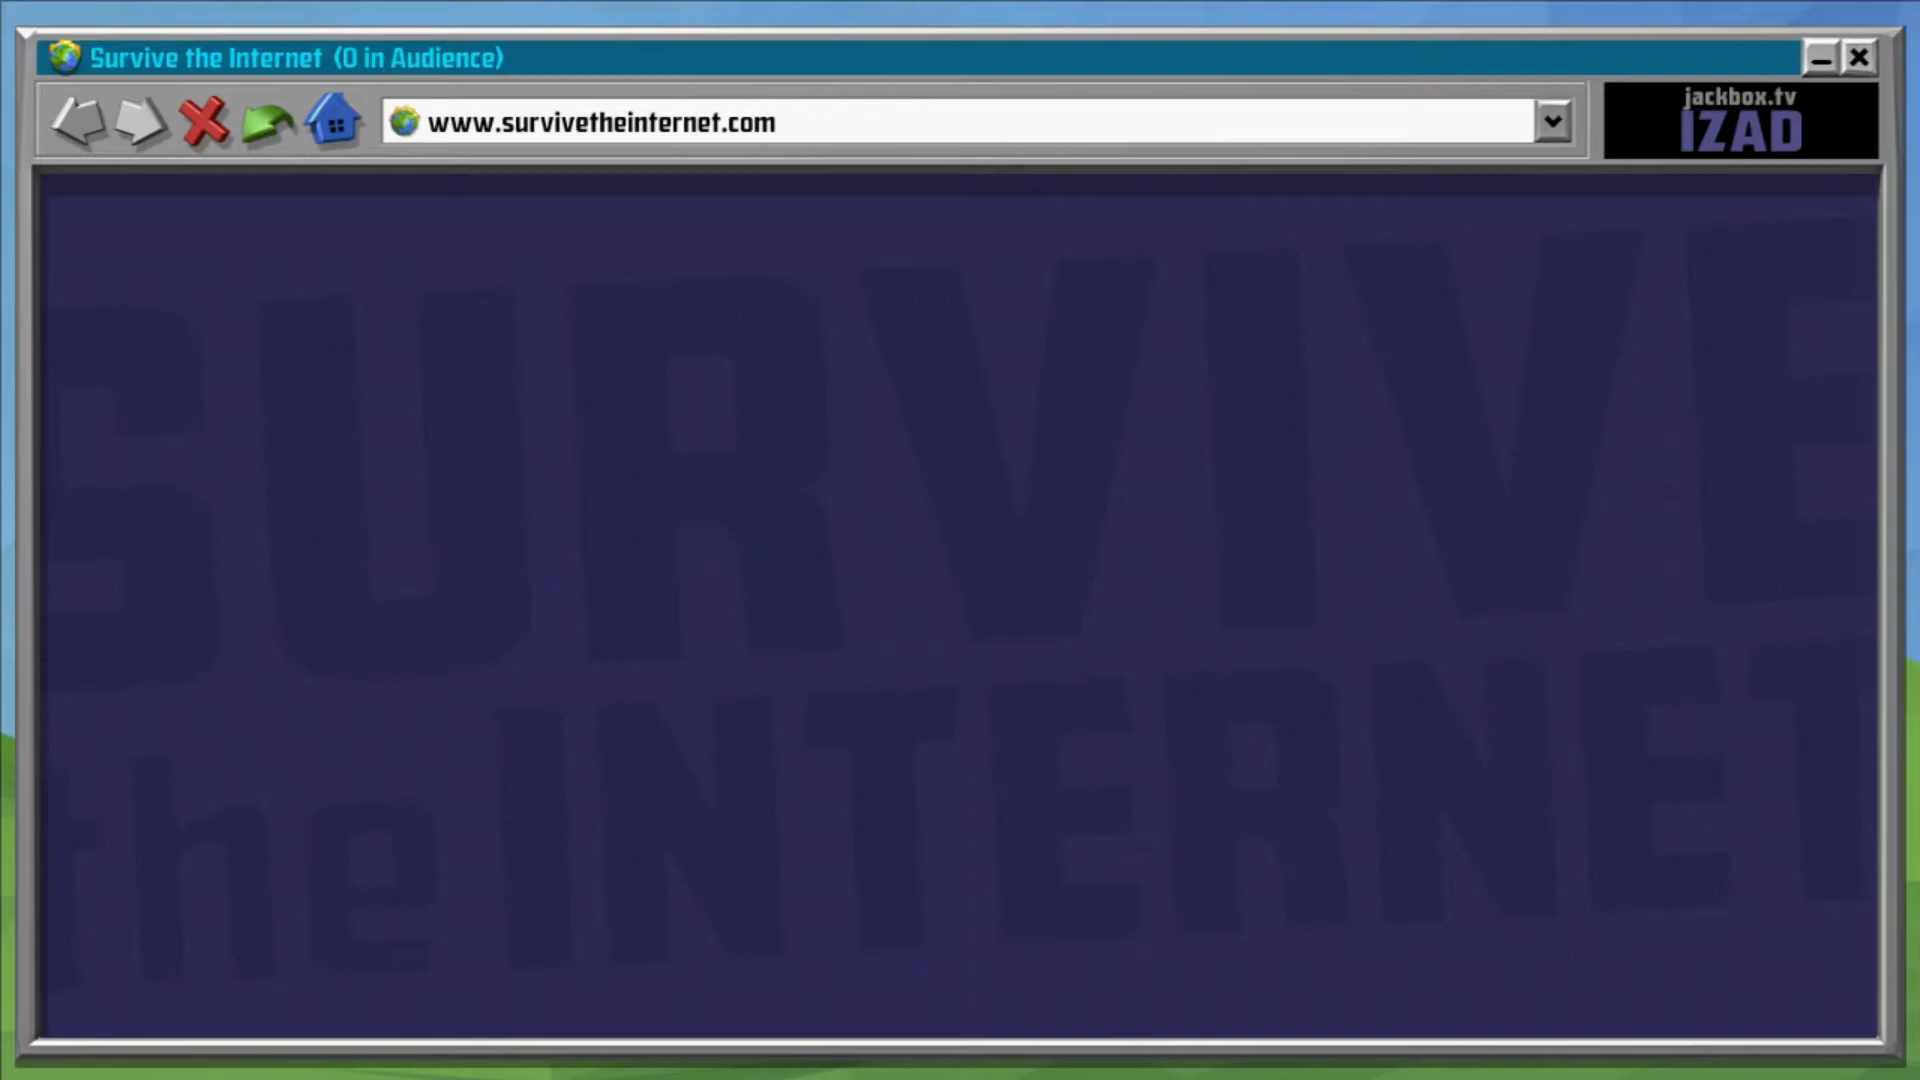 Survive the Internet (0 in Audience)
www.survivetheinternet.com
jackbox.tv
IZAD
SURVIVE
the INTERNET